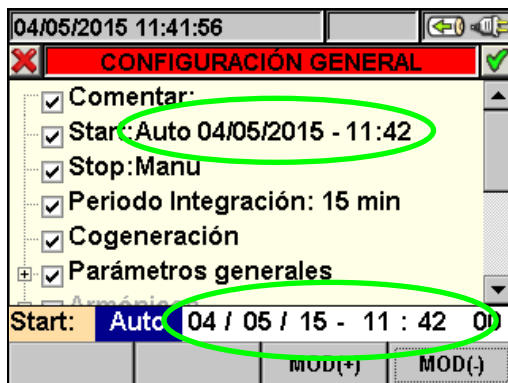 04/05/2015 11:41:56
CONFIGURACIÓN GENERAL
Comentar:
Start:Auto 04/05/2015 - 11:42
Stop:Manu
Periodo Integración: 15 min
Cogeneración
Parámetros generales
Armónicos
Start: Auto 04 / 05 / 15 - 11 : 42 00
MOD(+) MOD(-)